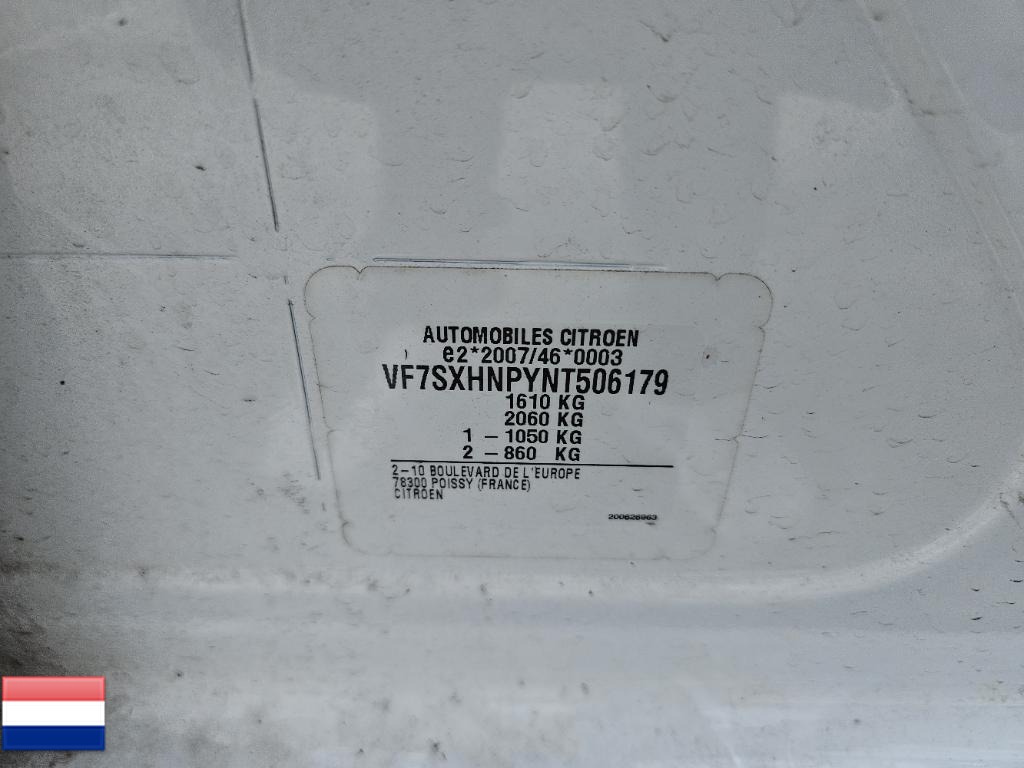 AUTOMOBILES CITROEN
e2*2007/46*0003
VF7SXHNPYNT506179
1610 KG
2060 KG
1 – 1050 KG
2 – 860 KG
2–10 BOULEVARD DE L'EUROPE
78300 POISSY (FRANCE)
CITROEN
200626963